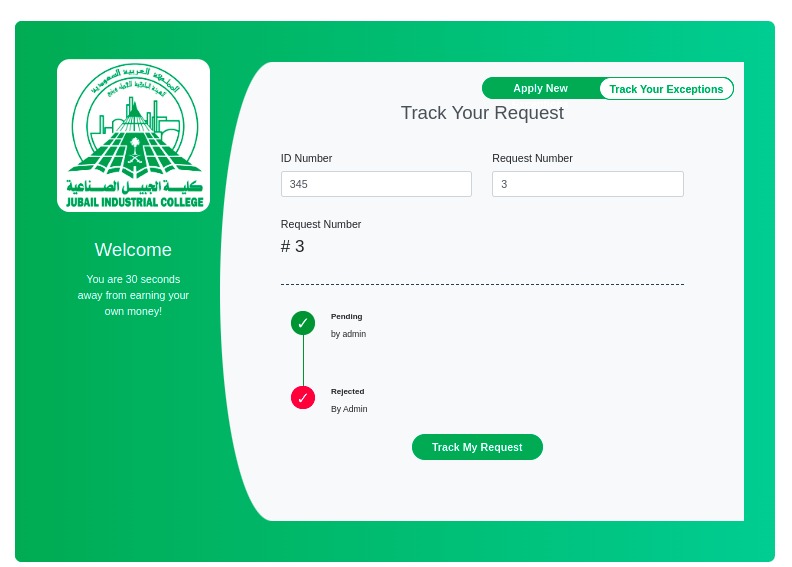 المملكة العربية السعودية
كلية الجبيل الصناعية
JUBAIL INDUSTRIAL COLLEGE
Welcome
You are 30 seconds
away from earning your
own money!
Apply New
Track Your Exceptions
Track Your Request
ID Number
Request Number
345
3
Request Number
# 3
Pending
by admin
Rejected
By Admin
Track My Request